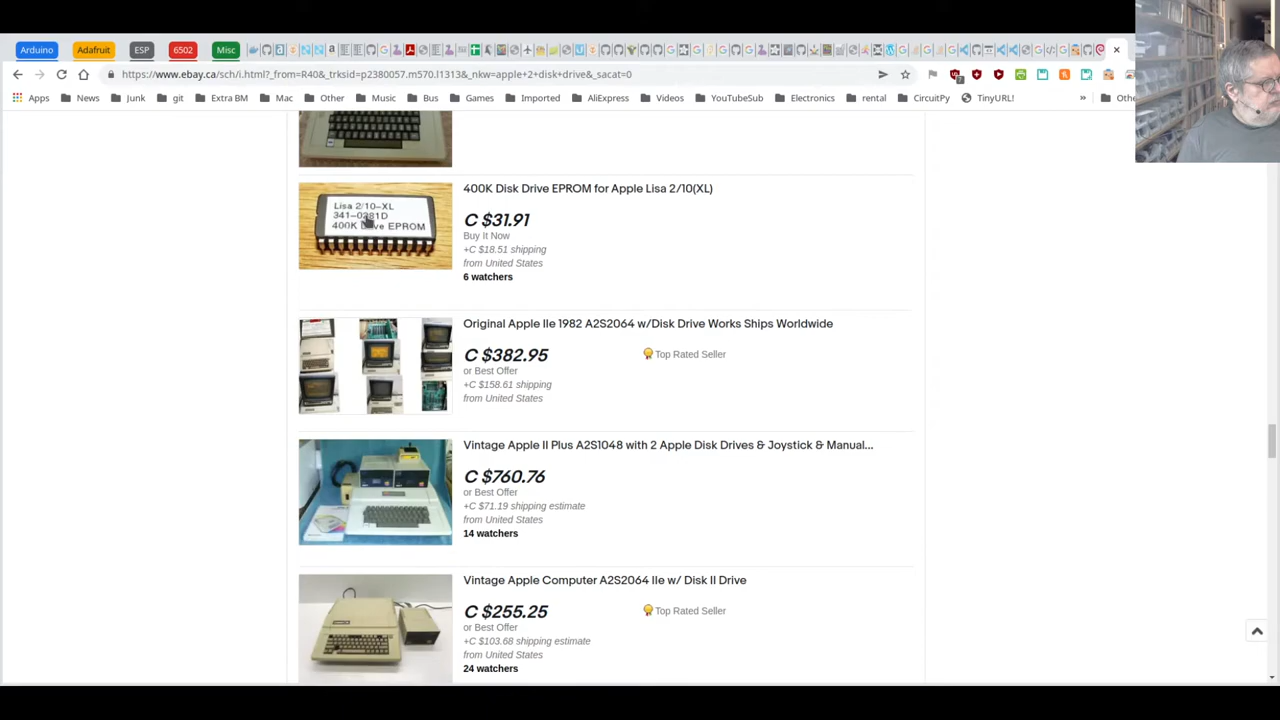 Arduino Adafruit ESP 6502 Misc
https://www.ebay.ca/sch/i.html?_from=R40&_trksid=p2380057.m570.l1313&_nkw=apple+2+disk+drive&_sacat=0
Apps News Junk git Extra BM Mac Other Music Bus Games Imported AliExpress Videos YouTubeSub Electronics rental CircuitPy TinyURL! » Othe
Lisa 2/10-XL
341-0281D
400K Drive EPROM
400K Disk Drive EPROM for Apple Lisa 2/10(XL)
C $31.91
Buy It Now
+C $18.51 shipping
from United States
6 watchers
Original Apple IIe 1982 A2S2064 w/Disk Drive Works Ships Worldwide
C $382.95
Top Rated Seller
or Best Offer
+C $158.61 shipping
from United States
Vintage Apple II Plus A2S1048 with 2 Apple Disk Drives & Joystick & Manual...
C $760.76
or Best Offer
+C $71.19 shipping estimate
from United States
14 watchers
Vintage Apple Computer A2S2064 IIe w/ Disk II Drive
C $255.25
Top Rated Seller
or Best Offer
+C $103.68 shipping estimate
from United States
24 watchers